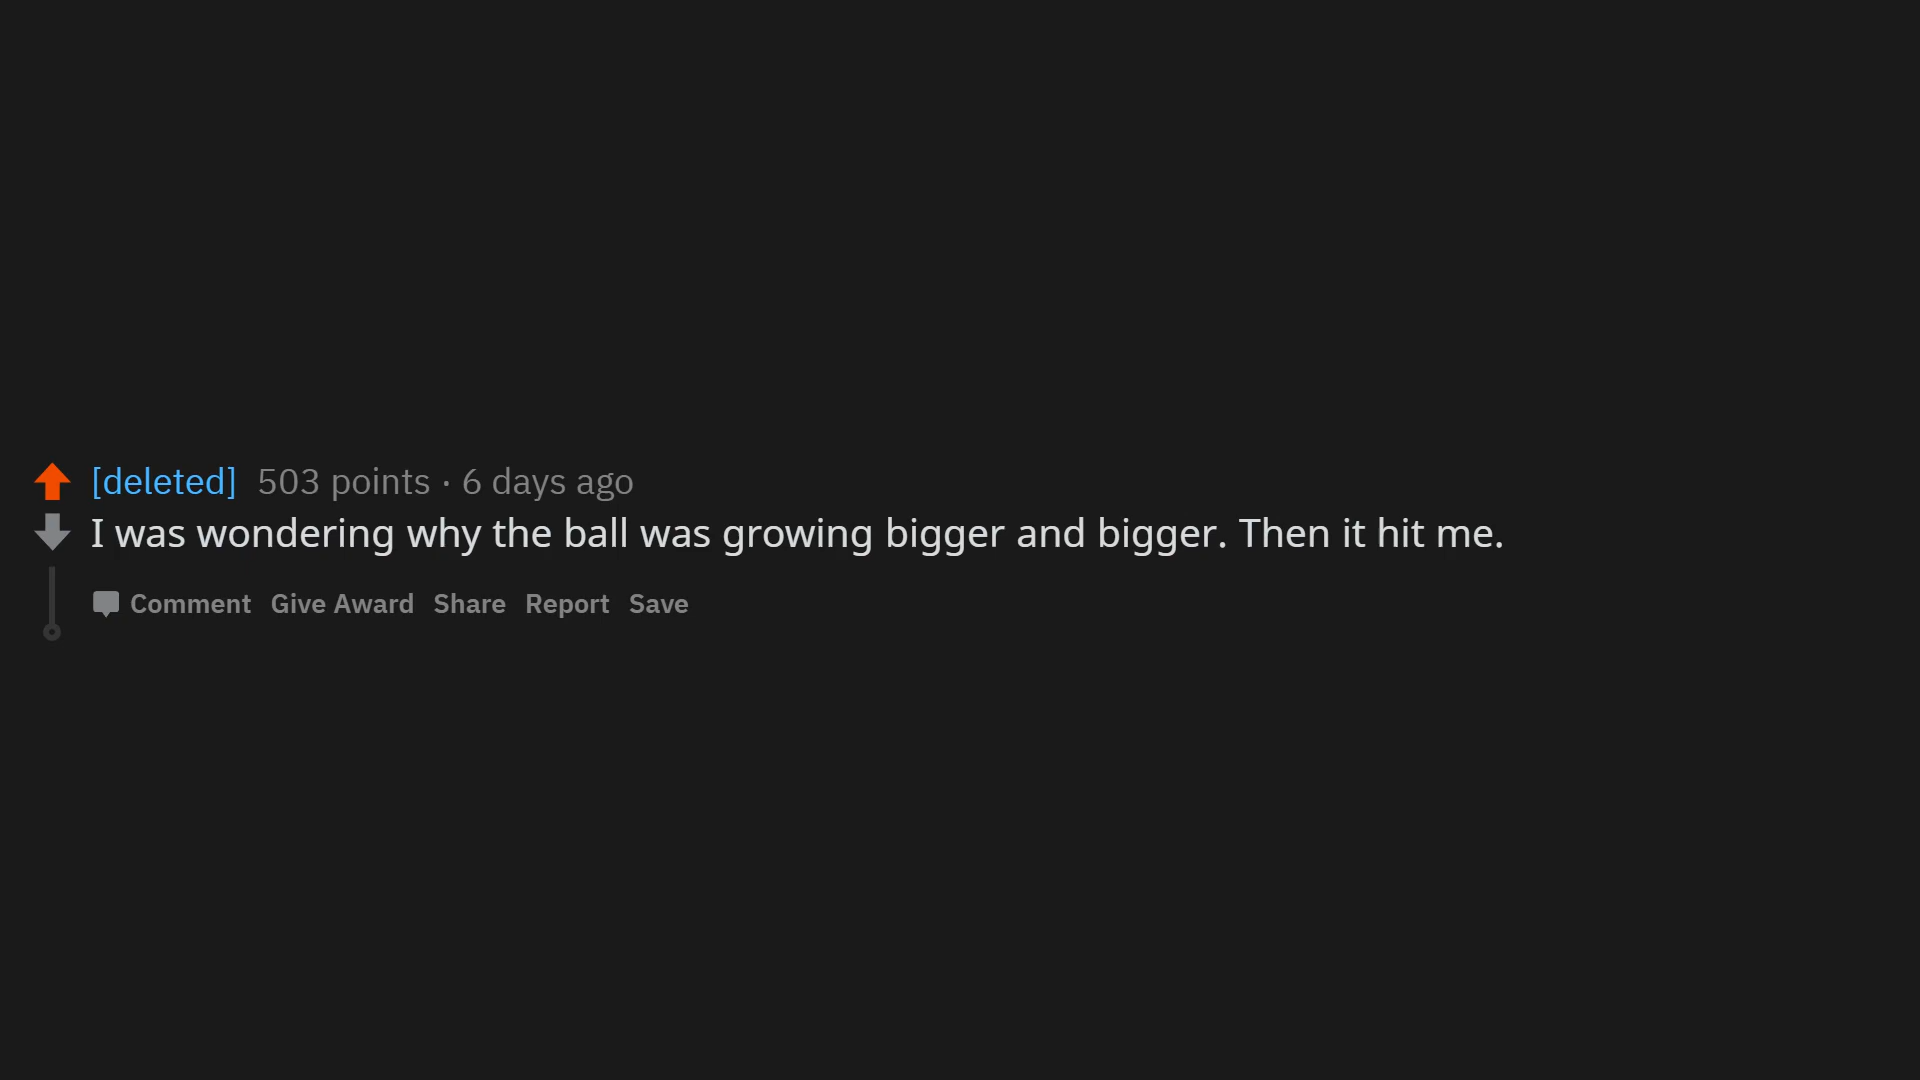 [deleted] 503 points · 6 days ago
I was wondering why the ball was growing bigger and bigger. Then it hit me.
Comment Give Award Share Report Save